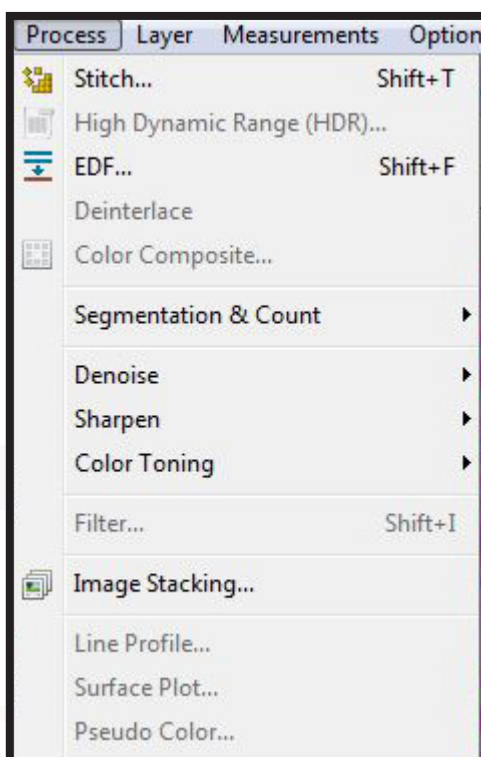 Process Layer Measurements Option
Stitch... Shift+T
High Dynamic Range (HDR)...
EDF... Shift+F
Deinterlace
Color Composite...
Segmentation & Count
Denoise
Sharpen
Color Toning
Filter... Shift+I
Image Stacking...
Line Profile...
Surface Plot...
Pseudo Color...